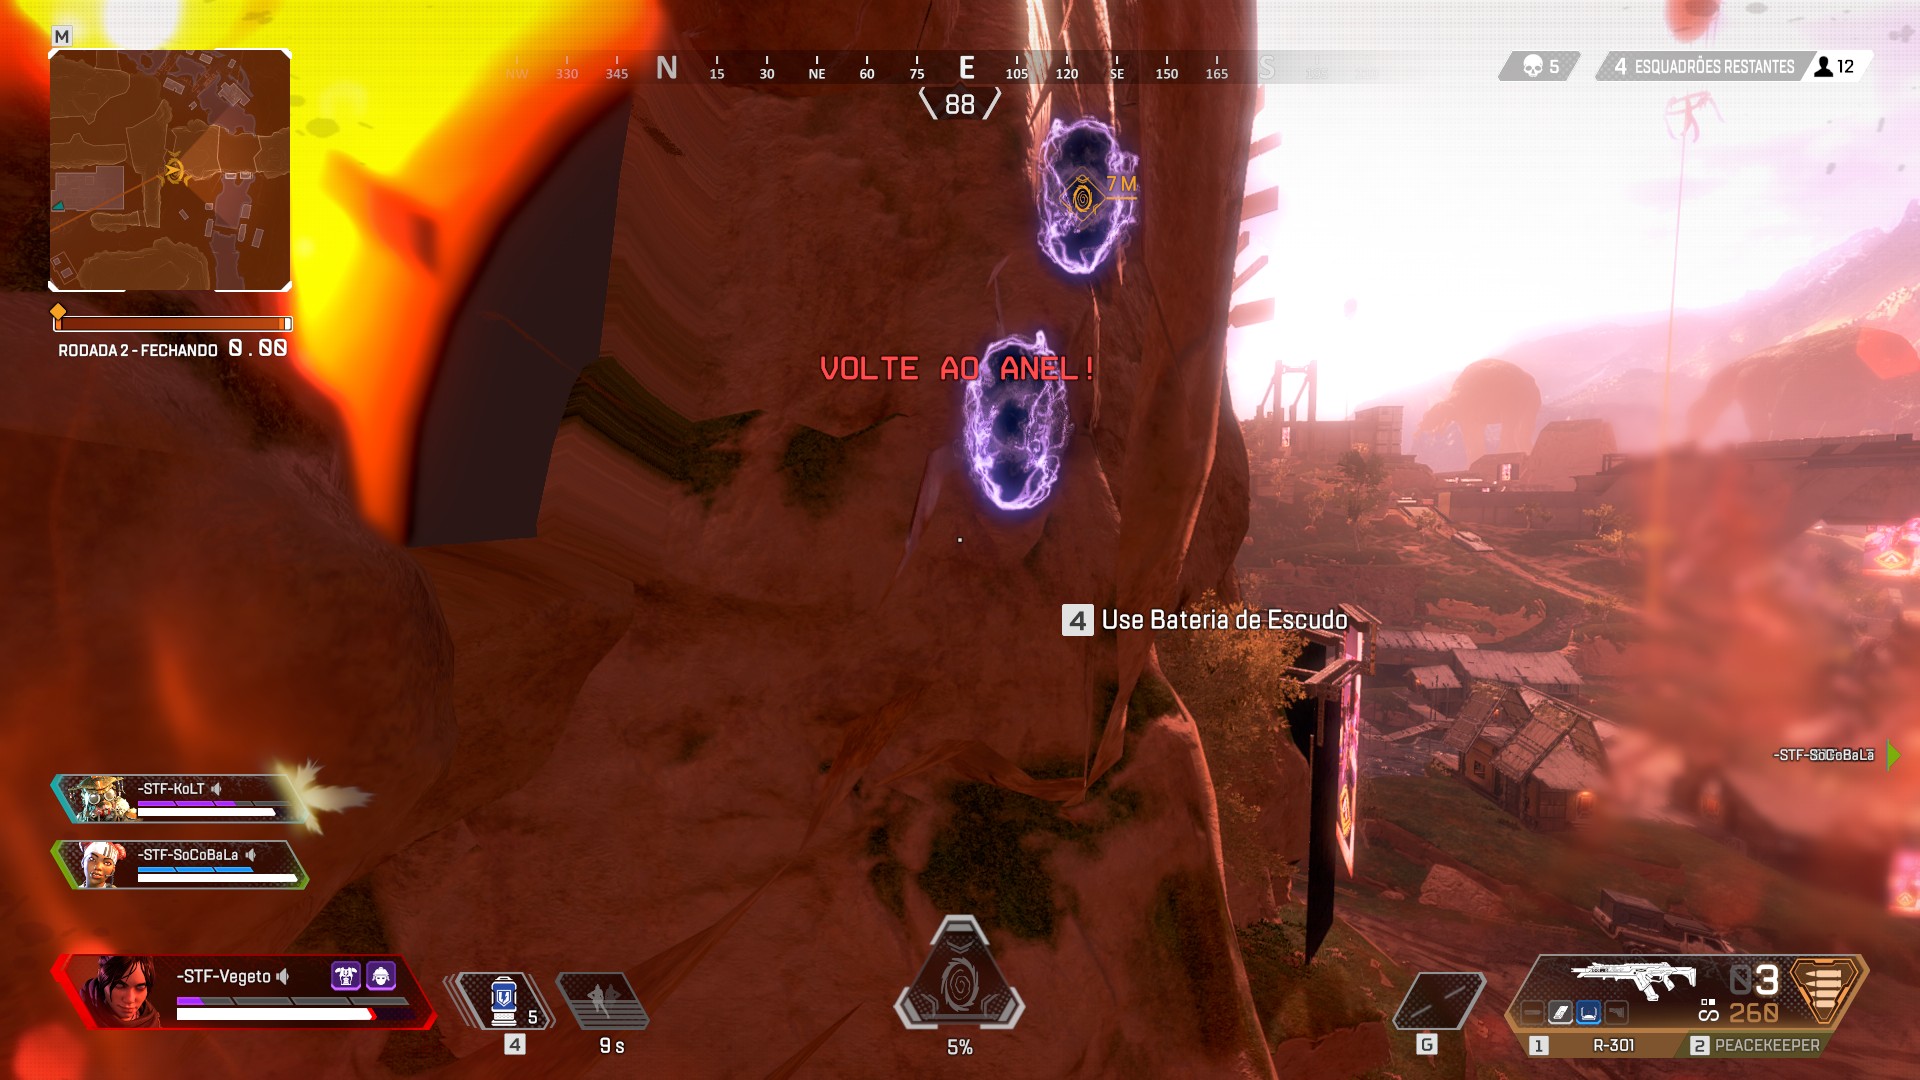 M
NW 330 345 N 15 30 NE 60 75 E 105 120 SE 150 165 S
88
5
4 ESQUADRÕES RESTANTES 12
7 M
RODADA 2 - FECHANDO 0.00
VOLTE AO ANEL!
4 Use Bateria de Escudo
-STF-SoCoBaLa
-STF-KoLT
-STF-SoCoBaLa
-STF-Vegeto
5
4
9 s
5%
G
03
260
1 R-301
2 PEACEKEEPER